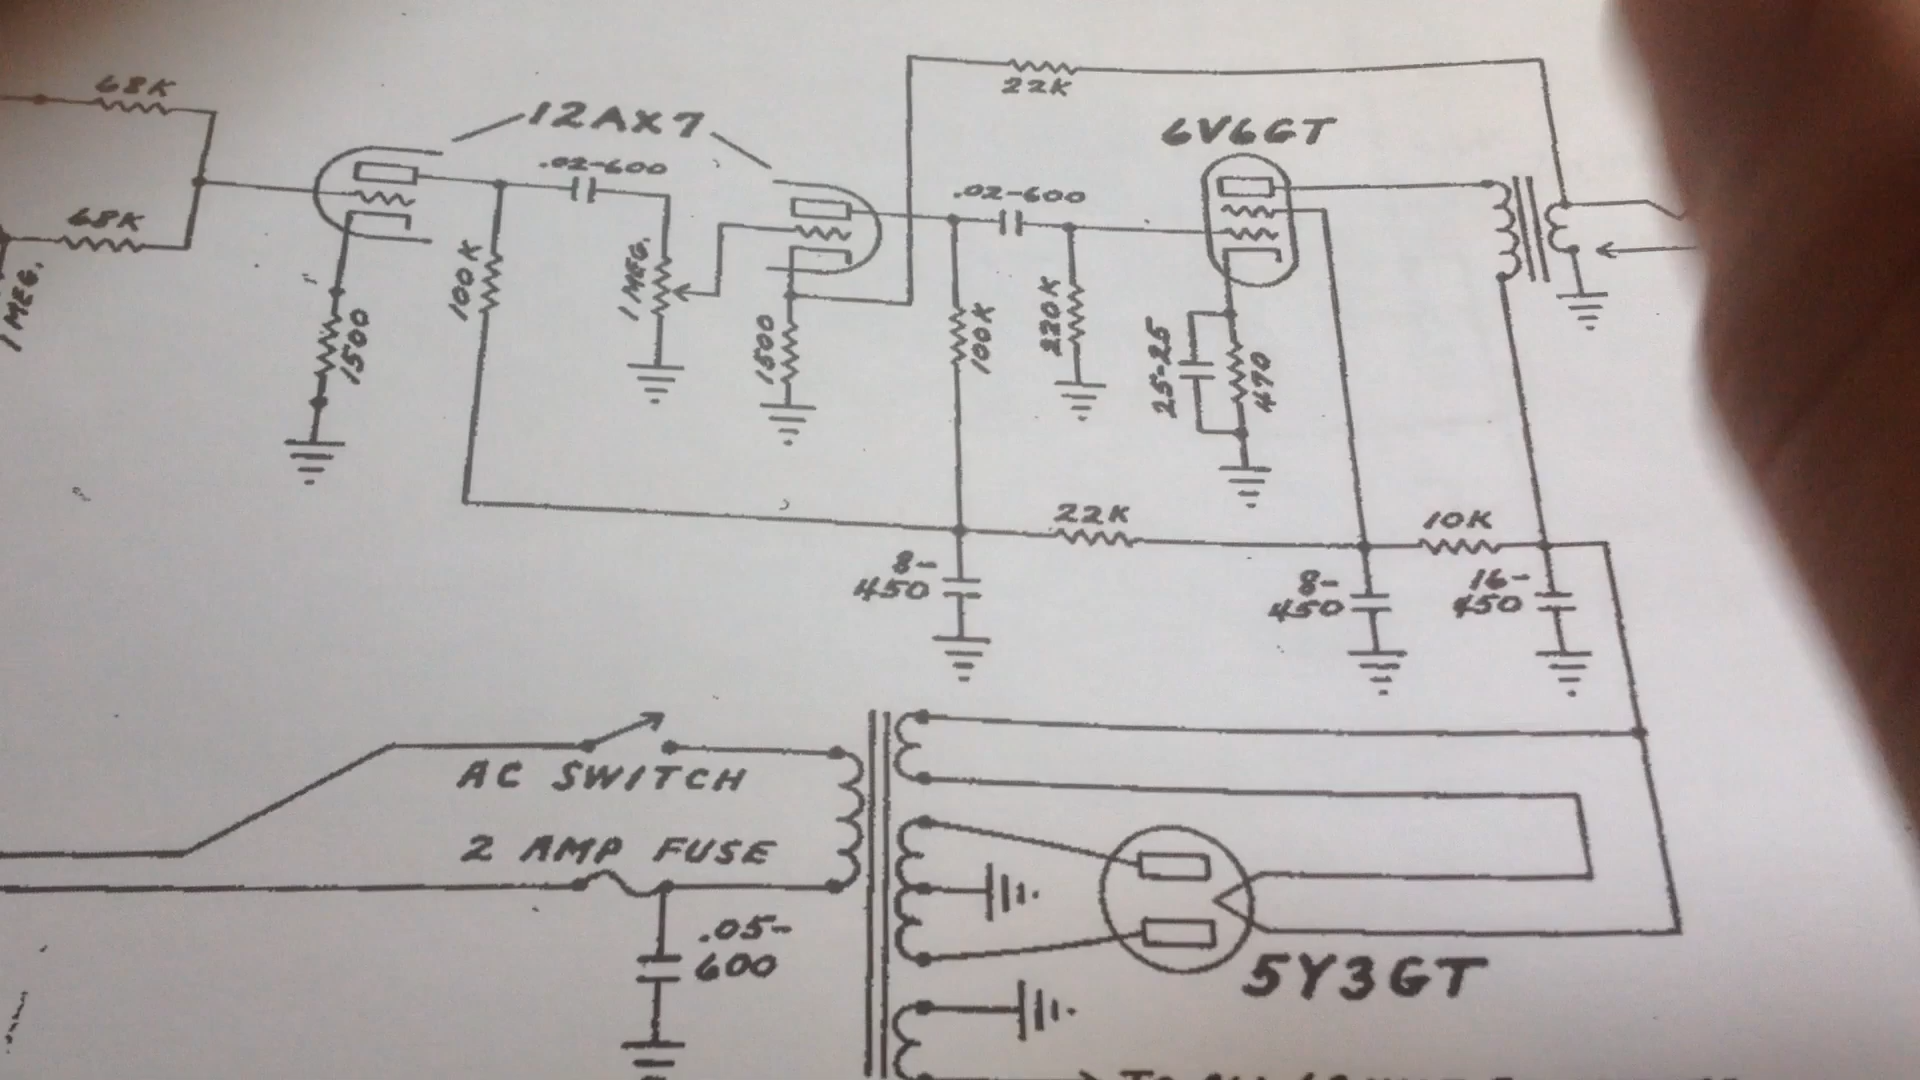 68K
12AX7
22K
6V6GT
.02-600
.02-600
68K
1 MEG.
100K
1 MEG.
1500
1500
100K
220K
25-25
470
22K
10K
8-
450
8-
450
16-
450
AC SWITCH
2 AMP FUSE
.05-
600
5Y3GT